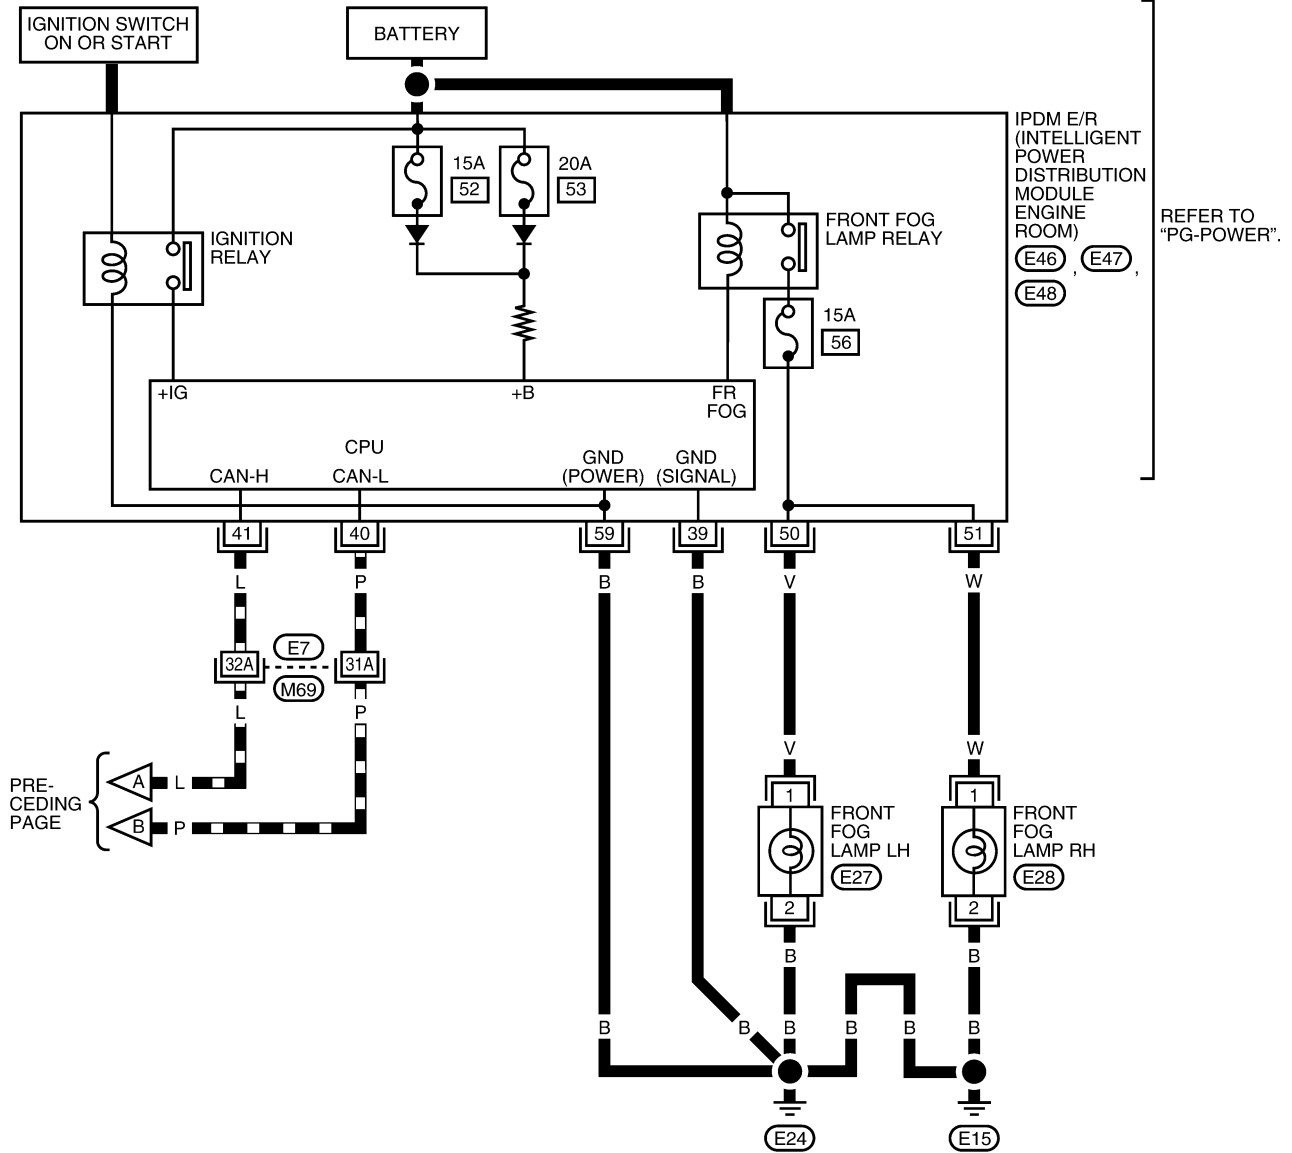 IGNITION SWITCH
ON OR START
BATTERY
IPDM E/R
(INTELLIGENT
POWER
DISTRIBUTION
MODULE
ENGINE
ROOM)
E46 , E47 ,
E48
REFER TO
“PG-POWER”.
15A
52
20A
53
IGNITION
RELAY
FRONT FOG
LAMP RELAY
15A
56
+IG
+B
FR
FOG
CPU
CAN-H
CAN-L
GND
(POWER)
GND
(SIGNAL)
41
40
59
39
50
51
L
P
B
B
V
W
32A
E7
M69
31A
L
P
V
W
PRE-
CEDING
PAGE
A
L
B
P
1
FRONT
FOG
LAMP LH
E27
2
1
FRONT
FOG
LAMP RH
E28
2
B
B
B
B
B
B
B
B
E24
E15